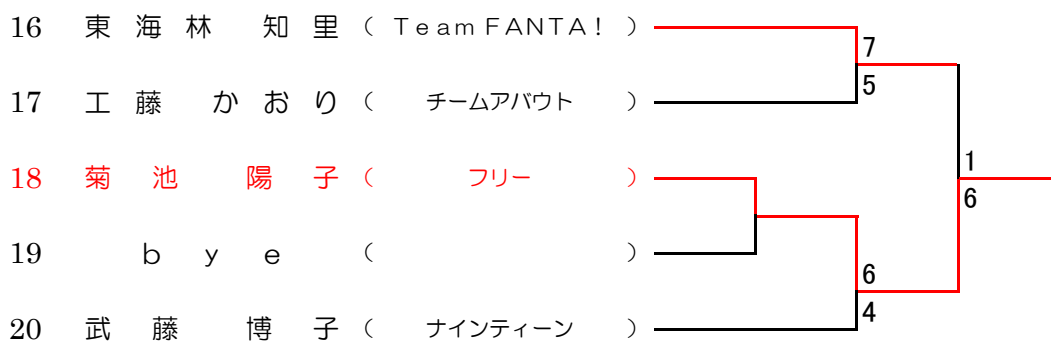 16 東海林 知里 ( Team FANTA! )
7
17 工藤 かおり ( チームアバウト )
5
18 菊池 陽子 ( フリー )
1
6
19 bye ( )
6
20 武藤 博子 ( ナインティーン )
4